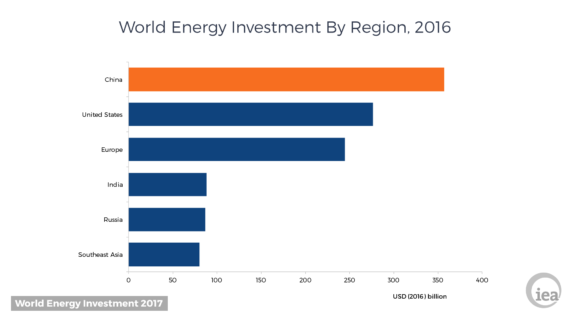 World Energy Investment By Region, 2016
China
United States
Europe
India
Russia
Southeast Asia
0 50 100 150 200 250 300 350 400
USD (2016) billion
World Energy Investment 2017
iea